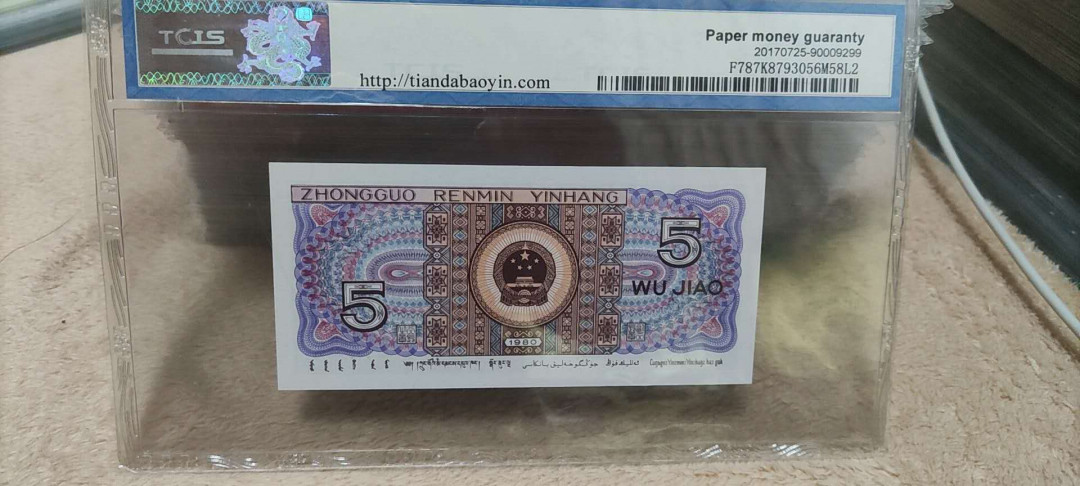 TCIS
Paper money guaranty
20170725-90009299
F787K8793056M58L2
http://tiandabaoyin.com
ZHONGGUO RENMIN YINHANG
5
WU JIAO
5
1980